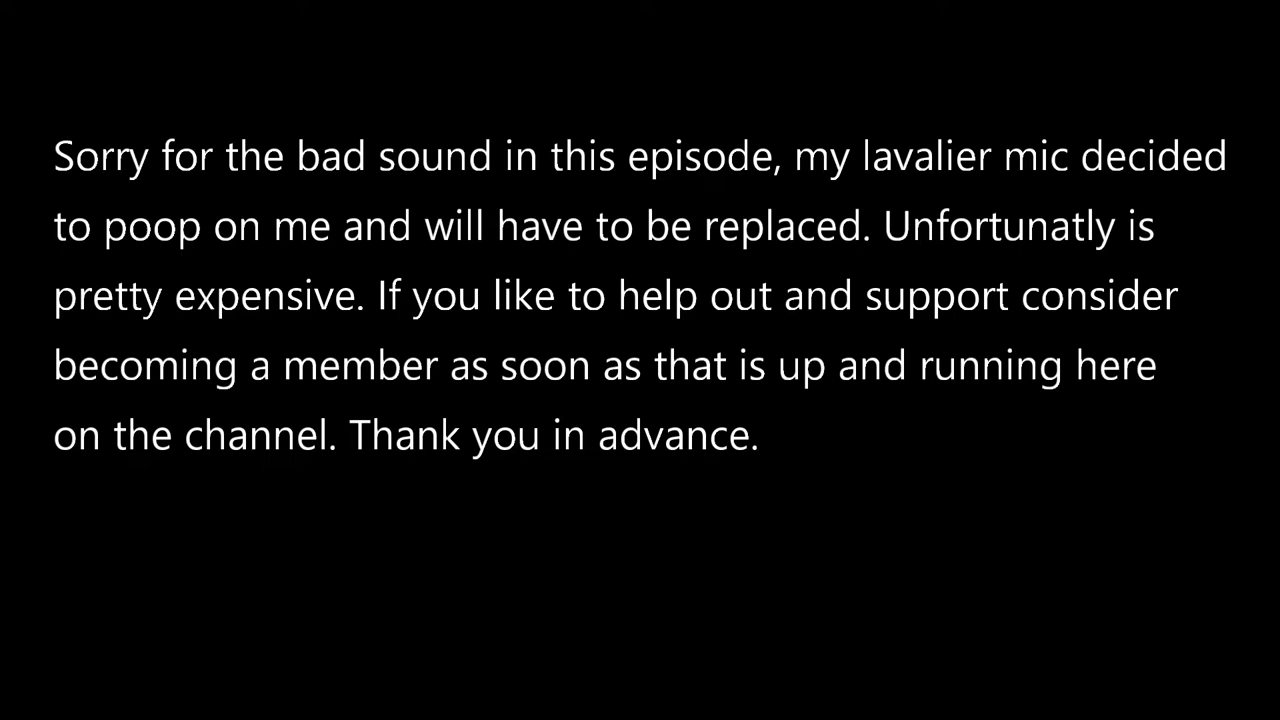 Sorry for the bad sound in this episode, my lavalier mic decided
to poop on me and will have to be replaced. Unfortunatly is
pretty expensive. If you like to help out and support consider
becoming a member as soon as that is up and running here
on the channel. Thank you in advance.